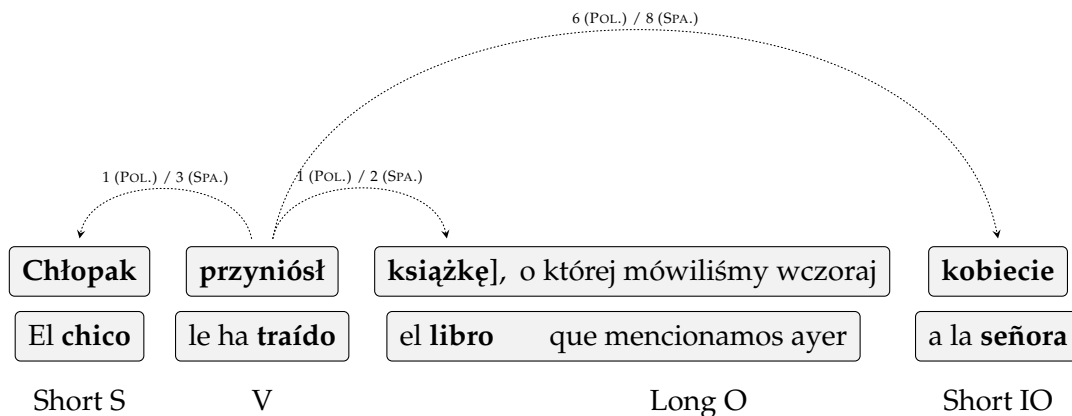 6 (POL.) / 8 (SPA.)
1 (POL.) / 3 (SPA.) 1 (POL.) / 2 (SPA.)
Chłopak przyniósł książkę], o której mówiliśmy wczoraj kobiecie
El chico le ha traído el libro que mencionamos ayer a la señora
Short S V Long O Short IO